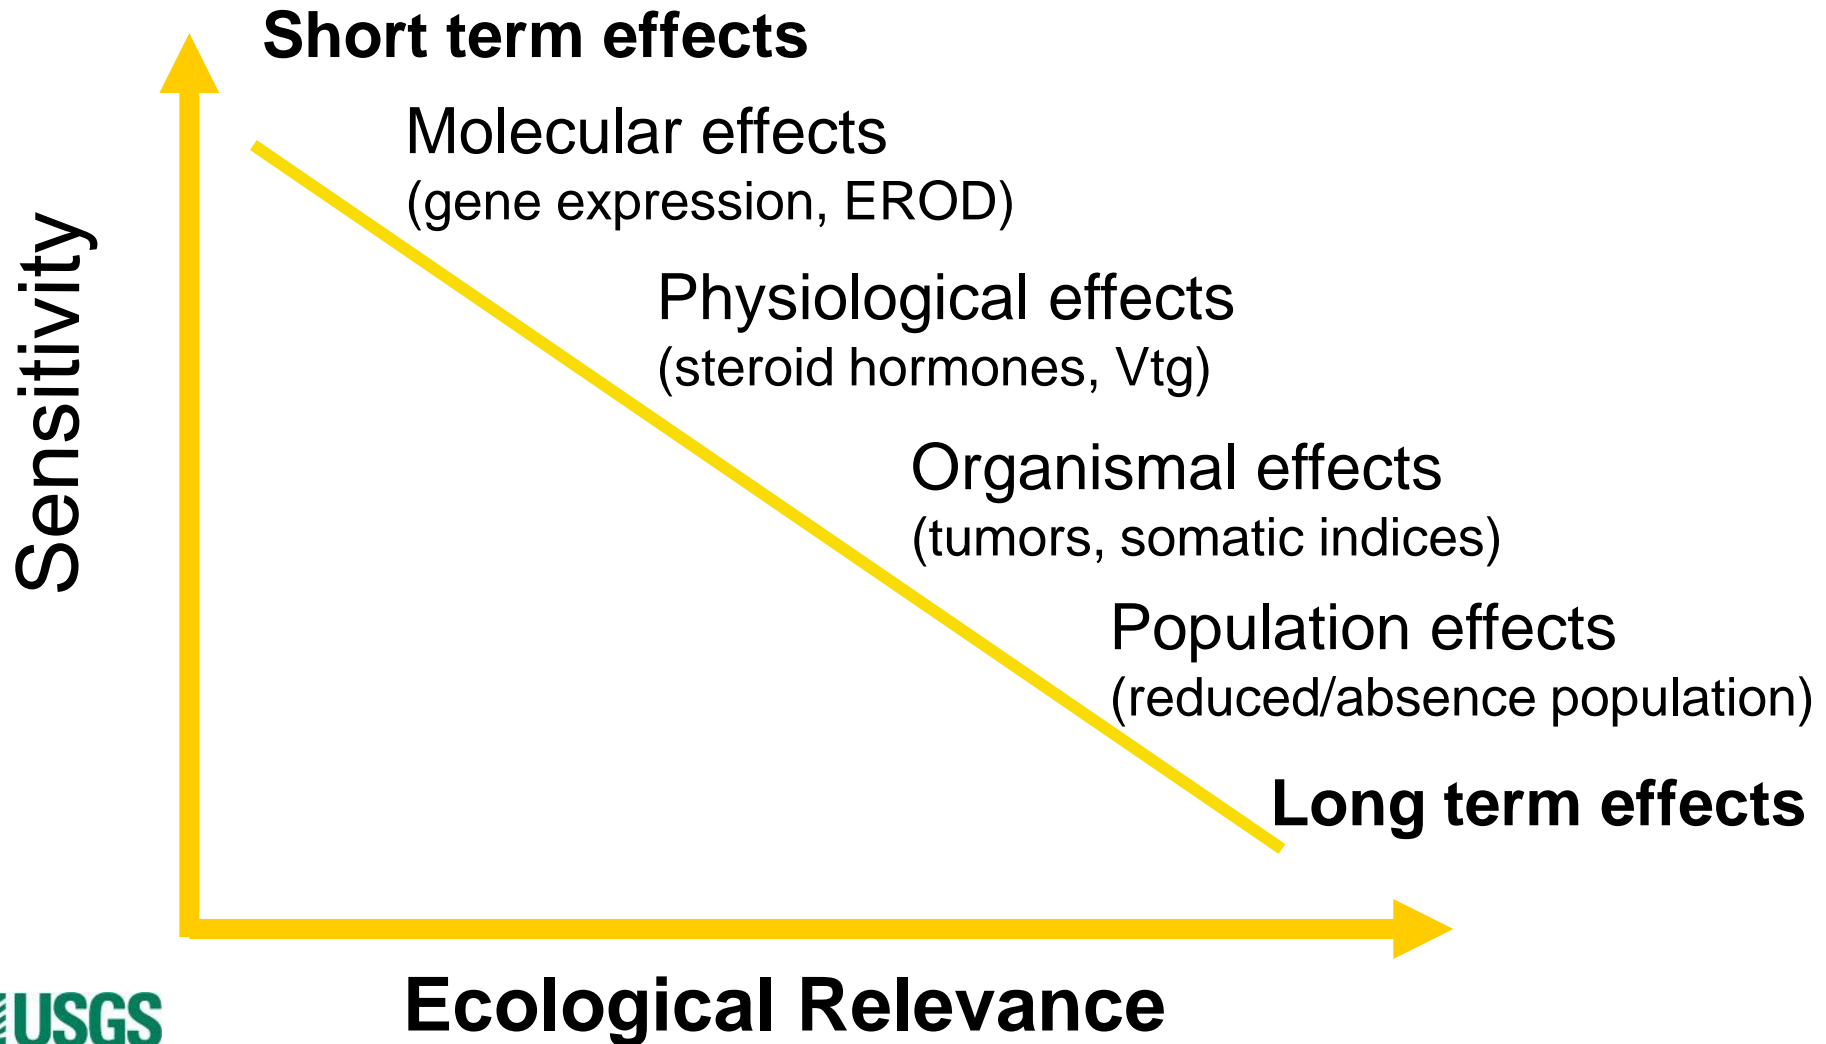 Short term effects
Molecular effects
(gene expression, EROD)
Physiological effects
(steroid hormones, Vtg)
Sensitivity
Organismal effects
(tumors, somatic indices)
Population effects
(reduced/absence population)
Long term effects
Ecological Relevance
USGS